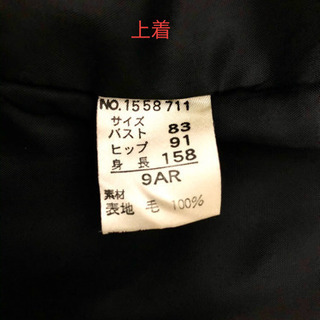 上着
NO.1558711
サイズ
バスト 83
ヒップ 91
身長 158
9AR
素材
表地 毛 100%